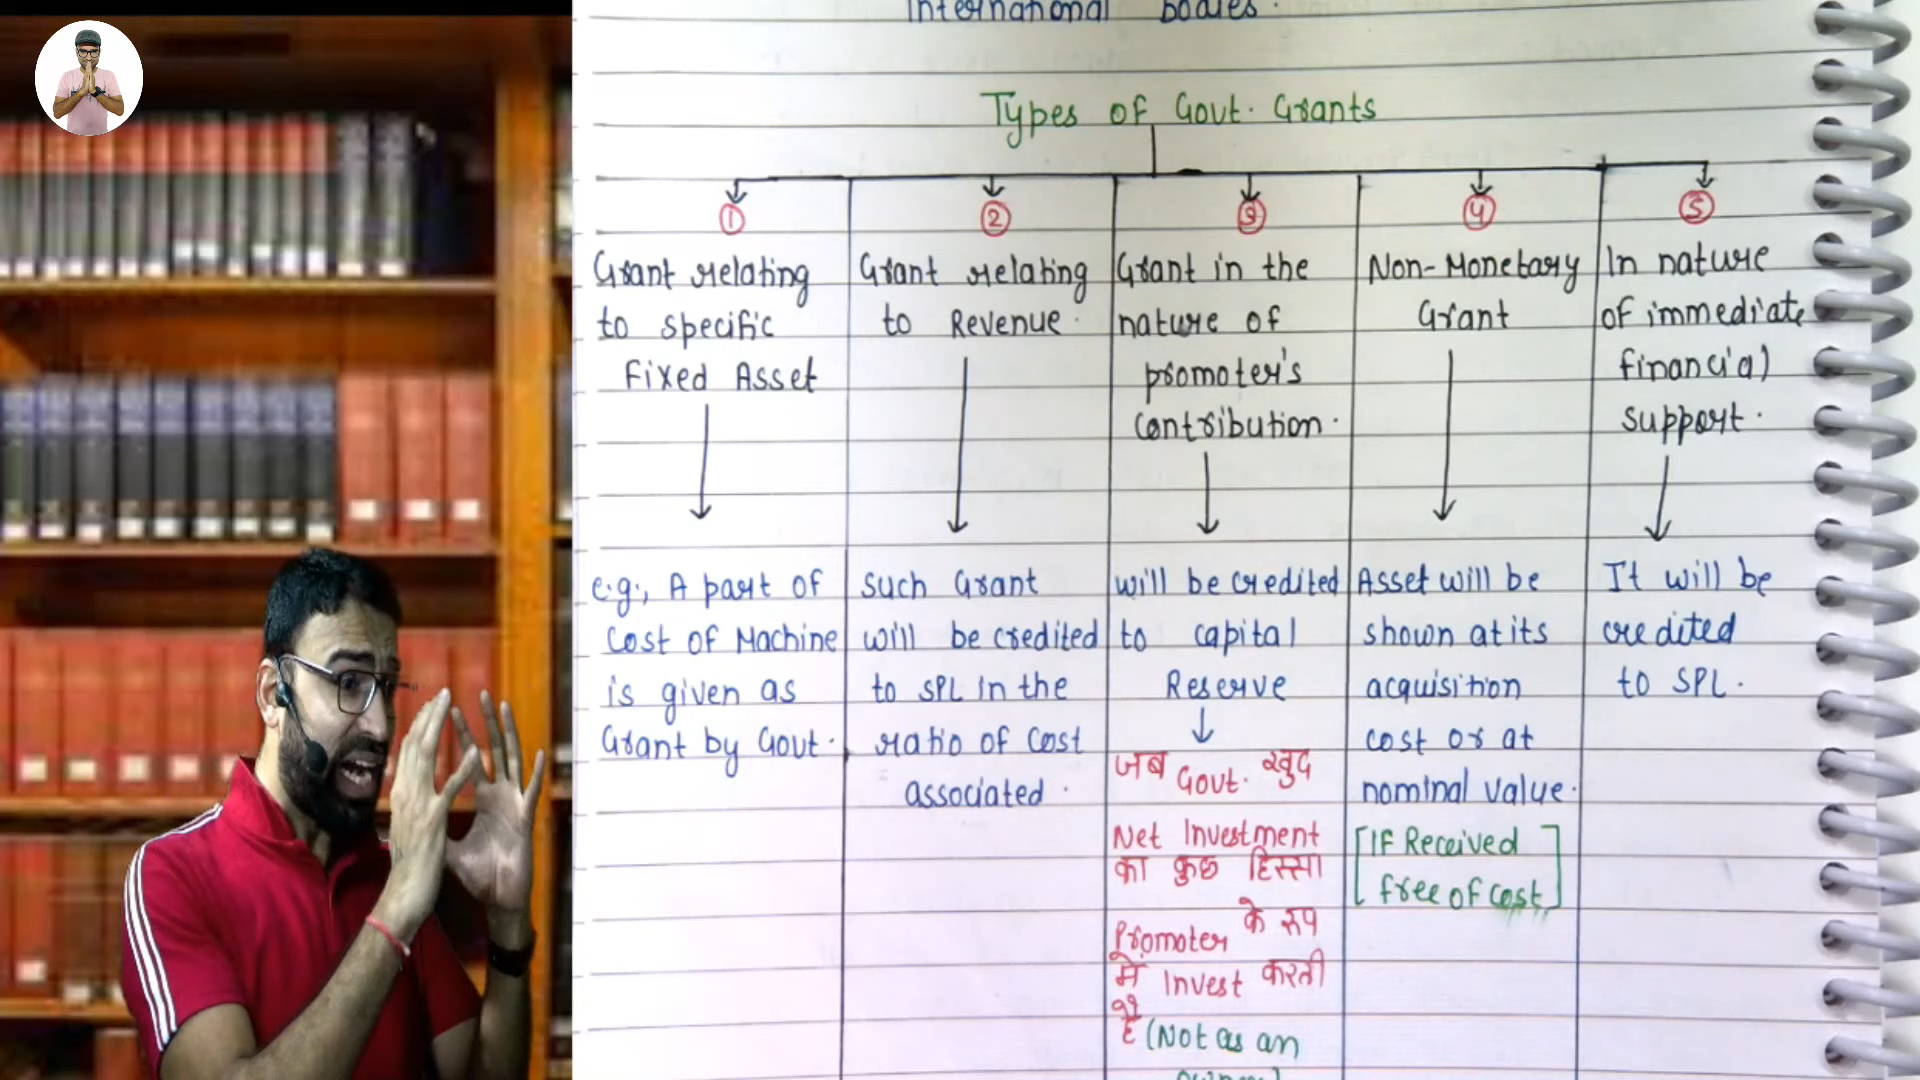 International bodies.
Types of Govt. Grants
①
Grant relating
to specific
Fixed Asset
e.g., A part of
Cost of Machine
is given as
Grant by Govt.
②
Grant relating
to Revenue.
such Grant
will be credited
to SPL in the
ratio of cost
associated.
③
Grant in the
nature of
promoter's
contribution.
will be credited
to capital
Reserve
जब Govt. खुद
Net Investment
का कुछ हिस्सा
Promoter के रूप
में Invest करती
है (Not as an
④
Non-Monetary
Grant
Asset will be
shown at its
acquisition
cost or at
nominal value.
[IF Received
free of cost]
⑤
In nature
of immediate
financial
support.
It will be
credited
to SPL.